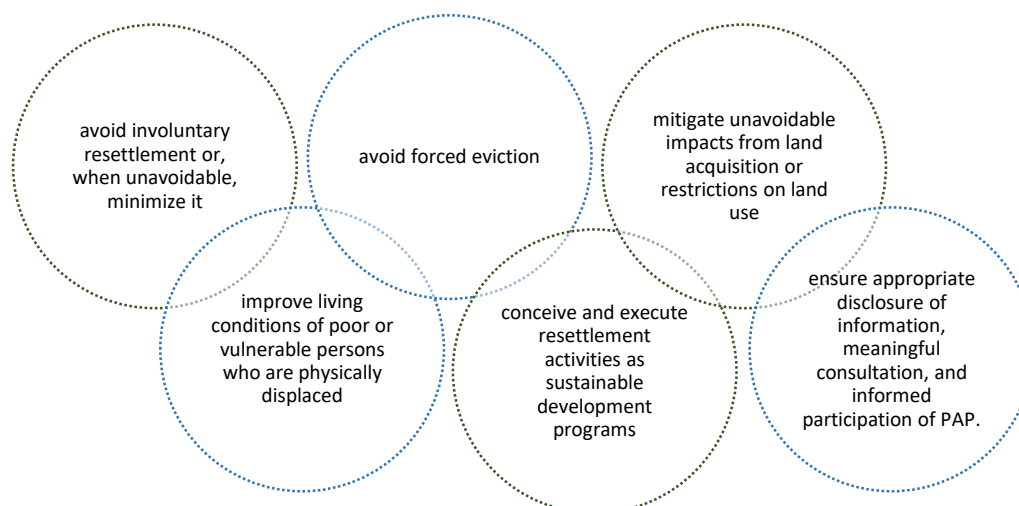 avoid involuntary
resettlement or,
when unavoidable,
minimize it
avoid forced eviction
mitigate unavoidable
impacts from land
acquisition or
restrictions on land
use
improve living
conditions of poor or
vulnerable persons
who are physically
displaced
conceive and execute
resettlement
activities as
sustainable
development
programs
ensure appropriate
disclosure of
information,
meaningful
consultation, and
informed
participation of PAP.